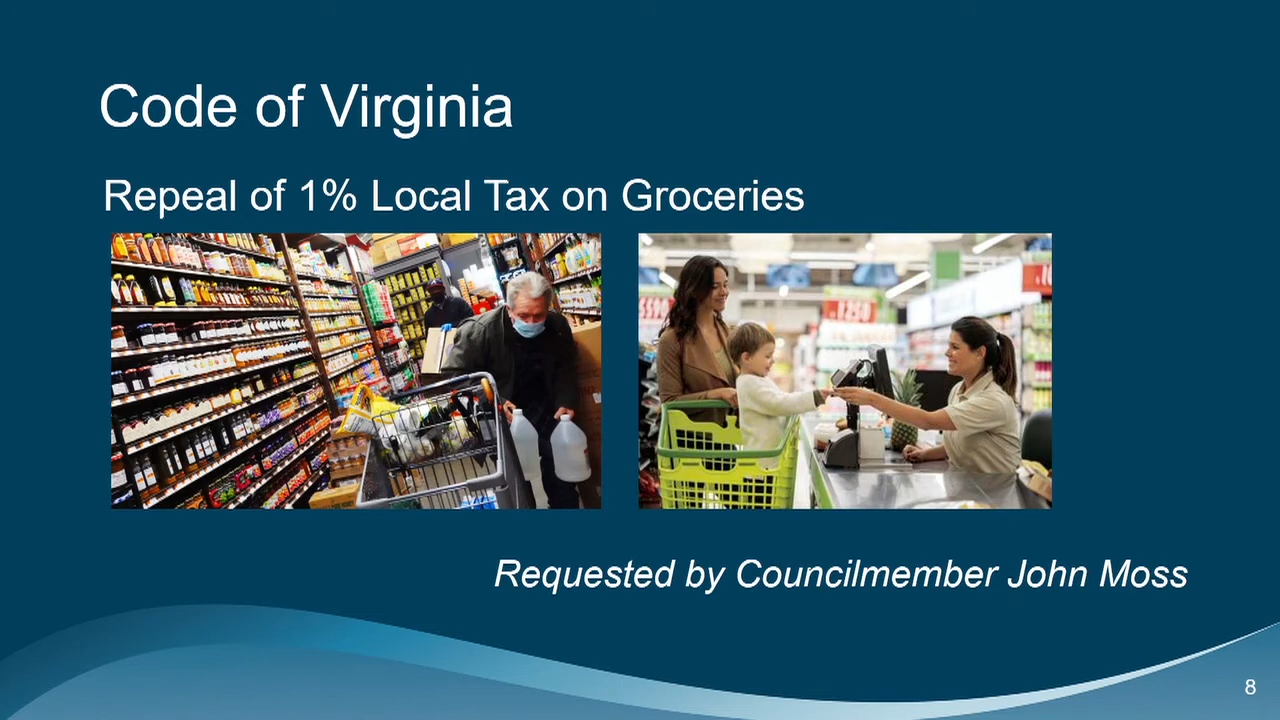 Code of Virginia
Repeal of 1% Local Tax on Groceries
Requested by Councilmember John Moss
8